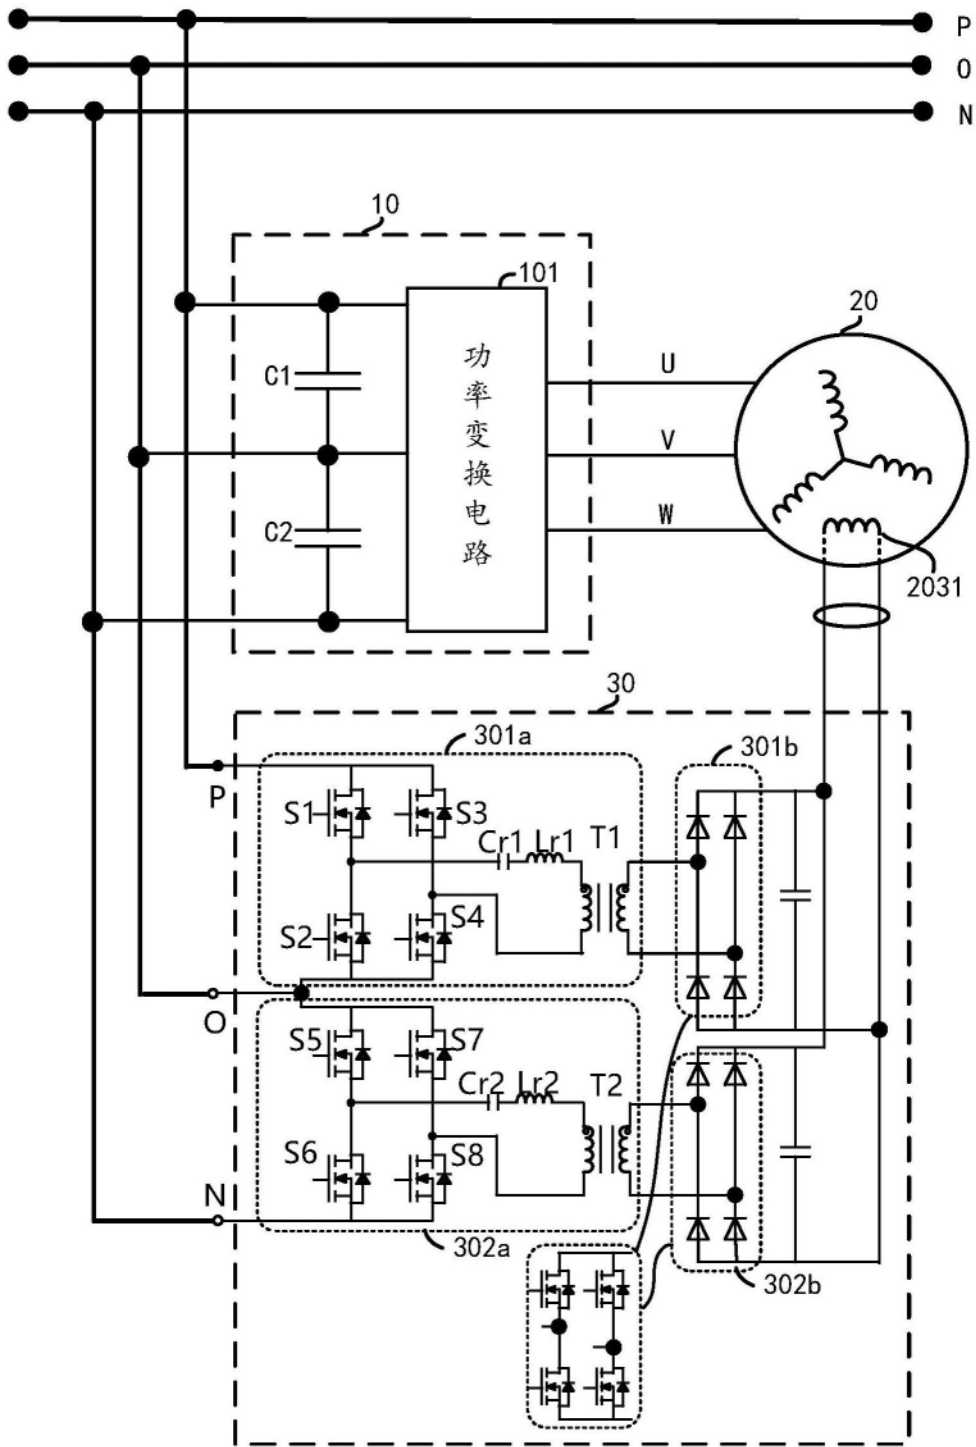 P
O
N
10
101
C1
C2
功率变换电路
U
V
W
20
2031
30
301a
301b
P
S1
S3
Cr1
Lr1
T1
S2
S4
O
S5
S7
Cr2
Lr2
T2
S6
S8
N
302a
302b